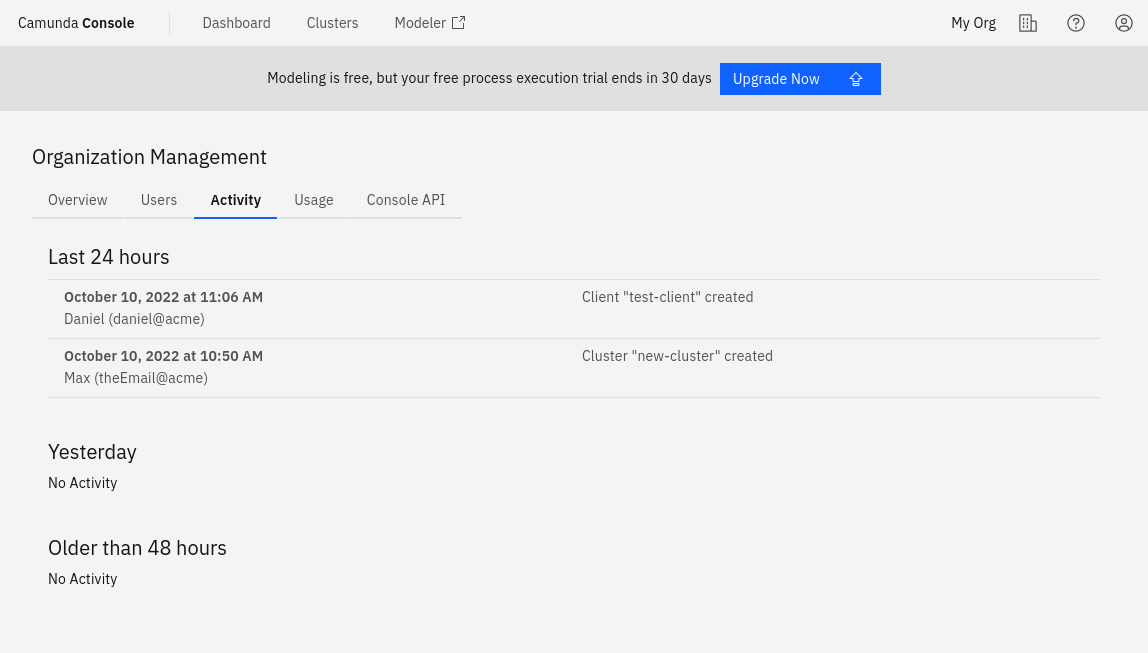 Camunda Console Dashboard Clusters Modeler My Org
Modeling is free, but your free process execution trial ends in 30 days Upgrade Now
Organization Management
Overview Users Activity Usage Console API
Last 24 hours
October 10, 2022 at 11:06 AM Client "test-client" created
Daniel (daniel@acme)
October 10, 2022 at 10:50 AM Cluster "new-cluster" created
Max (theEmail@acme)
Yesterday
No Activity
Older than 48 hours
No Activity